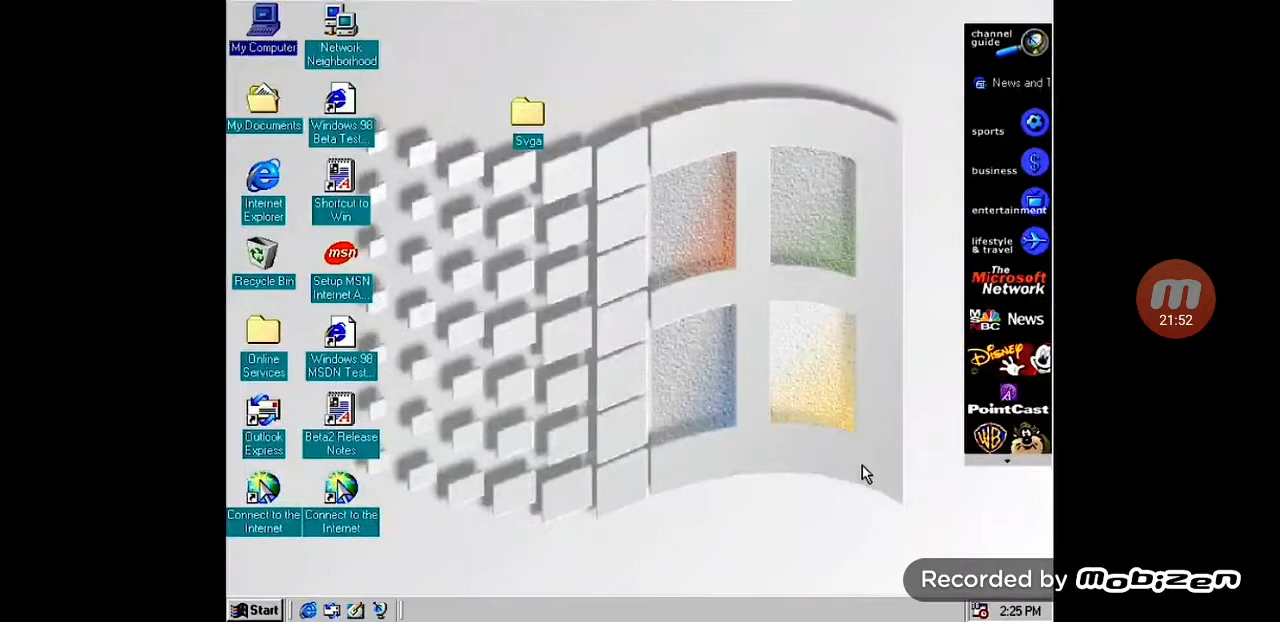 My Computer
Network
Neighborhood
My Documents
Windows 98
Beta Test...
Internet
Explorer
Shortcut to
Win
Recycle Bin
msn
Setup MSN
Internet A...
Online
Services
Windows 98
MSDN Test...
Outlook
Express
Beta2 Release
Notes
Connect to the
Internet
Connect to the
Internet
Svga
channel
guide
News and T
sports
business
entertainment
lifestyle
& travel
The
Microsoft
Network
MSNBC News
DISNEY
PointCast
WB
21:52
Recorded by mobizen
Start
2:25 PM